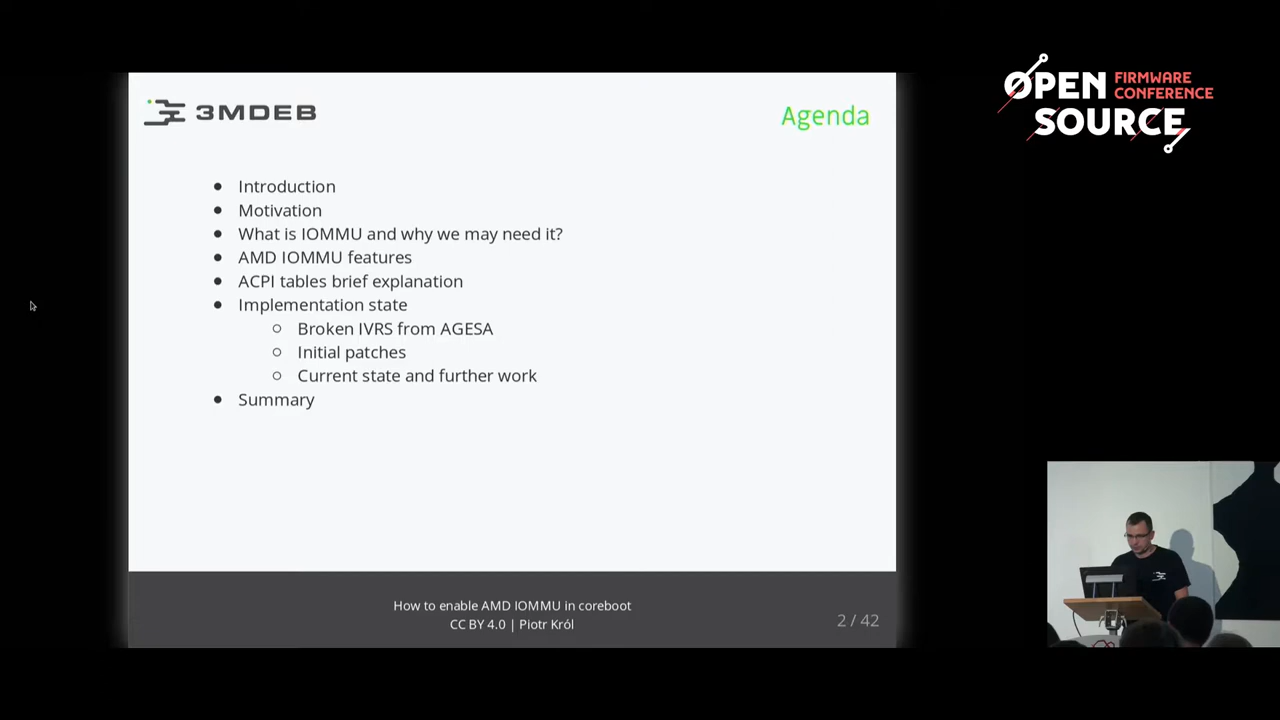 3MDEB
Agenda
Introduction
Motivation
What is IOMMU and why we may need it?
AMD IOMMU features
ACPI tables brief explanation
Implementation state
Broken IVRS from AGESA
Initial patches
Current state and further work
Summary
How to enable AMD IOMMU in coreboot
CC BY 4.0 | Piotr Król
2 / 42
OPEN FIRMWARE
CONFERENCE
SOURCE